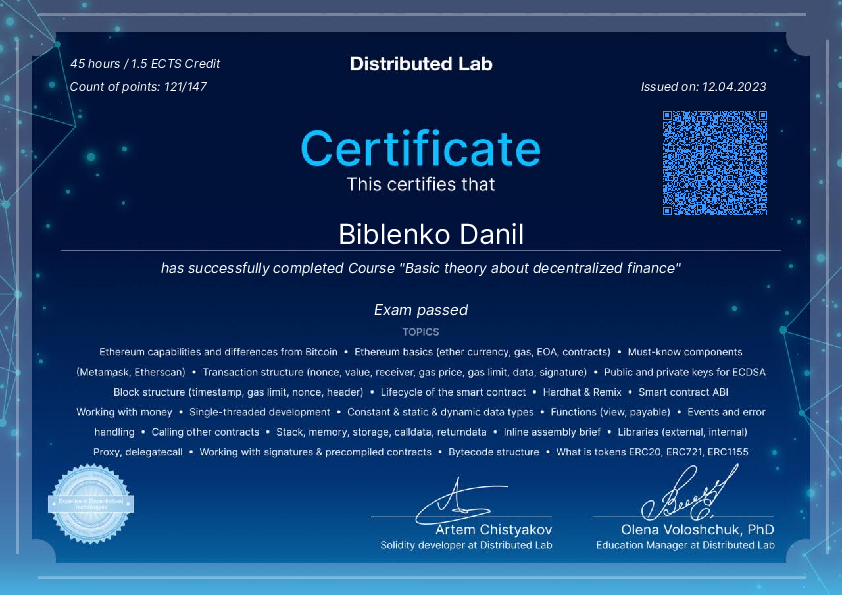 45 hours / 1.5 ECTS Credit
Distributed Lab
Count of points: 121/147
Issued on: 12.04.2023
Certificate
This certifies that
Biblenko Danil
has successfully completed Course "Basic theory about decentralized finance"
Exam passed
TOPICS
Ethereum capabilities and differences from Bitcoin • Ethereum basics (ether currency, gas, EOA, contracts) • Must-know components
(Metamask, Etherscan) • Transaction structure (nonce, value, receiver, gas price, gas limit, data, signature) • Public and private keys for ECDSA
Block structure (timestamp, gas limit, nonce, header) • Lifecycle of the smart contract • Hardhat & Remix • Smart contract ABI
Working with money • Single-threaded development • Constant & static & dynamic data types • Functions (view, payable) • Events and error
handling • Calling other contracts • Stack, memory, storage, calldata, returndata • Inline assembly brief • Libraries (external, internal)
Proxy, delegatecall • Working with signatures & precompiled contracts • Bytecode structure • What is tokens ERC20, ERC721, ERC1155
Artem Chistyakov
Solidity developer at Distributed Lab
Olena Voloshchuk, PhD
Education Manager at Distributed Lab